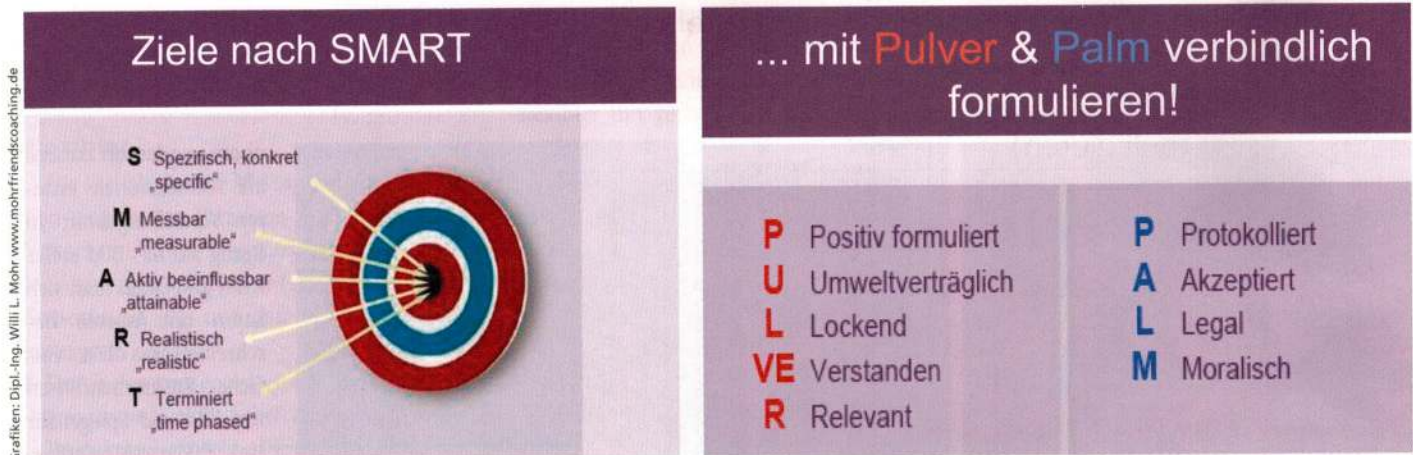 Ziele nach SMART
S Spezifisch, konkret
„specific“
M Messbar
„measurable“
A Aktiv beeinflussbar
„attainable“
R Realistisch
„realistic“
T Terminiert
„time phased“
... mit Pulver & Palm verbindlich
formulieren!
P Positiv formuliert
U Umweltverträglich
L Lockend
VE Verstanden
R Relevant
P Protokolliert
A Akzeptiert
L Legal
M Moralisch
Grafiken: Dipl.-Ing. Willi L. Mohr www.mohrfriendscoaching.de